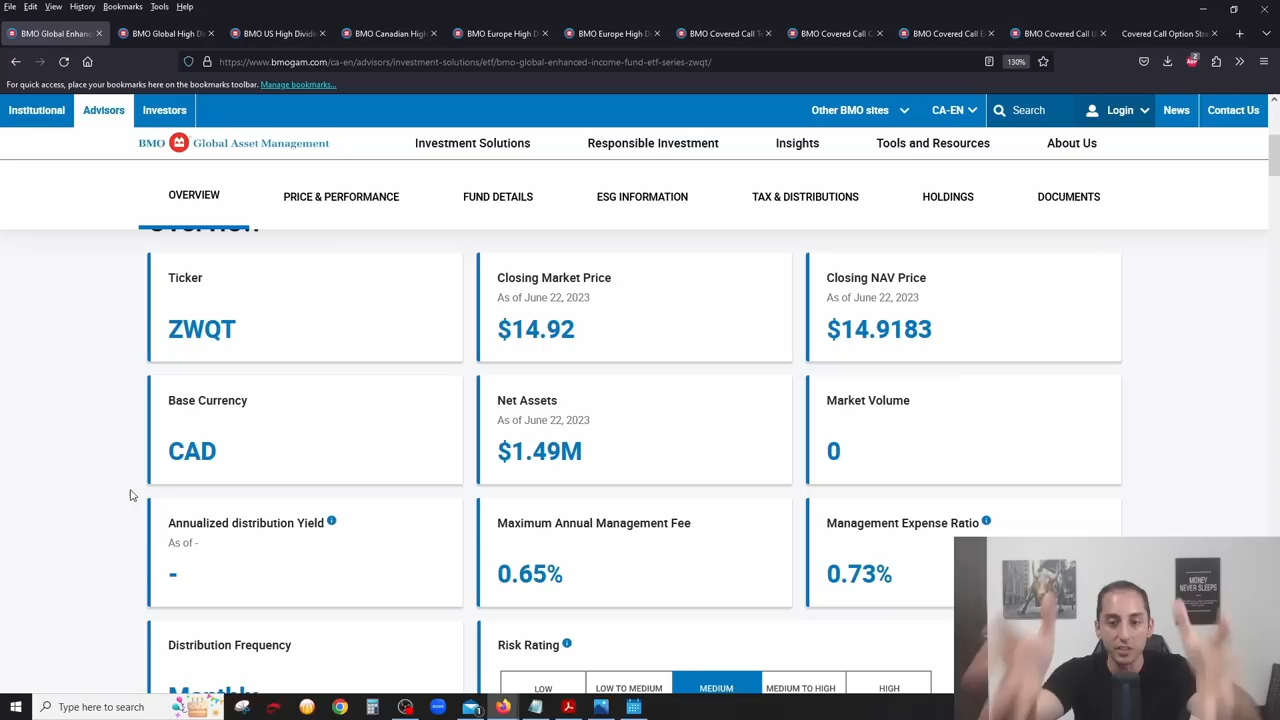 File Edit View History Bookmarks Tools Help
BMO Global Enhanc
BMO Global High D
BMO US High Divide
BMO Canadian High
BMO Europe High D
BMO Europe High D
BMO Covered Call
BMO Covered Call
BMO Covered Call
BMO Covered Call
Covered Call Option Stra
https://www.bmogam.com/ca-en/advisors/investment-solutions/etf/bmo-global-enhanced-income-fund-etf-series-zwqt/
130%
2
For quick access, place your bookmarks here on the bookmarks toolbar. Manage bookmarks...
Institutional Advisors Investors Other BMO sites CA-EN Search Login News Contact Us
BMO Global Asset Management Investment Solutions Responsible Investment Insights Tools and Resources About Us
OVERVIEW PRICE & PERFORMANCE FUND DETAILS ESG INFORMATION TAX & DISTRIBUTIONS HOLDINGS DOCUMENTS
Overview
Ticker
ZWQT
Closing Market Price
As of June 22, 2023
$14.92
Closing NAV Price
As of June 22, 2023
$14.9183
Base Currency
CAD
Net Assets
As of June 22, 2023
$1.49M
Market Volume
0
Annualized distribution Yield
As of -
-
Maximum Annual Management Fee
0.65%
Management Expense Ratio
0.73%
Distribution Frequency
Monthly
Risk Rating
LOW LOW TO MEDIUM MEDIUM MEDIUM TO HIGH HIGH
MONEY
NEVER SLEEPS
Type here to search
zoom